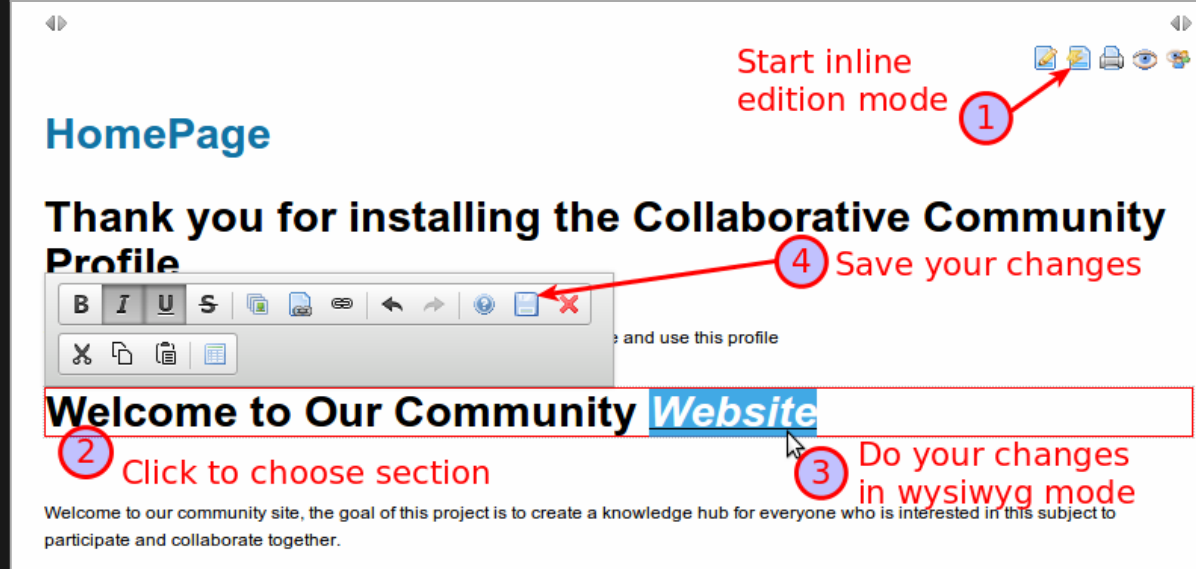 Start inline
edition mode
1
HomePage
Thank you for installing the Collaborative Community
Profile
4 Save your changes
B I U S
and use this profile
Welcome to Our Community Website
2
Click to choose section
3
Do your changes
in wysiwyg mode
Welcome to our community site, the goal of this project is to create a knowledge hub for everyone who is interested in this subject to
participate and collaborate together.